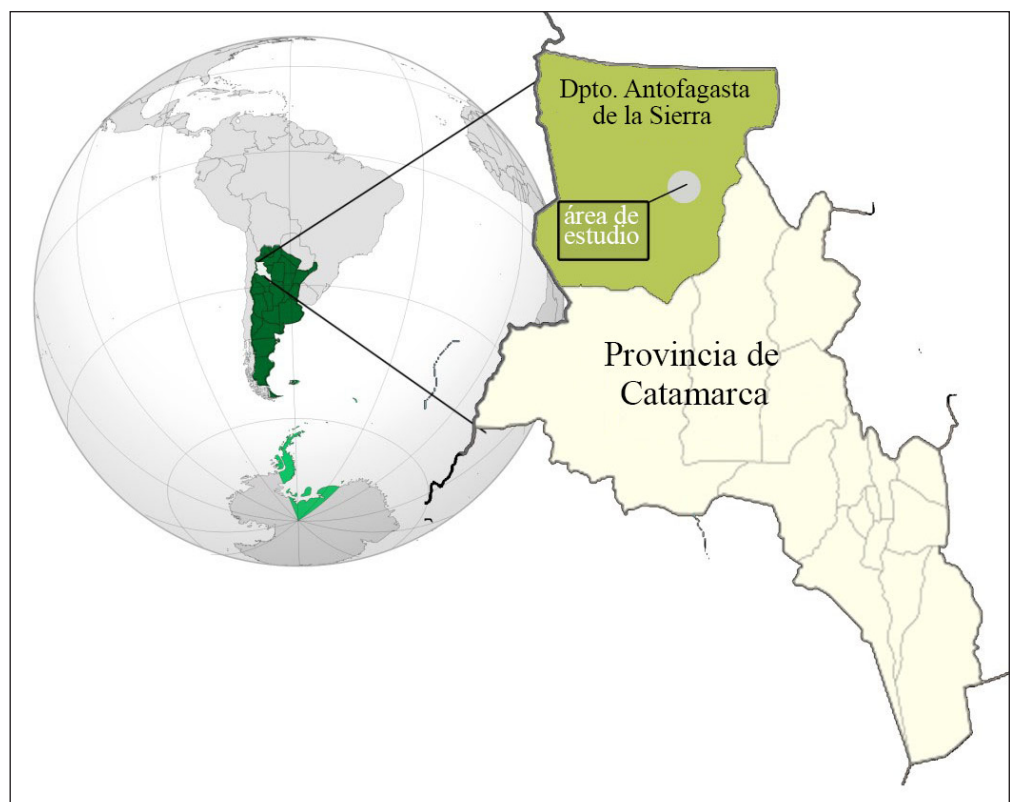 Dpto. Antofagasta
de la Sierra
área de
estudio
Provincia de
Catamarca